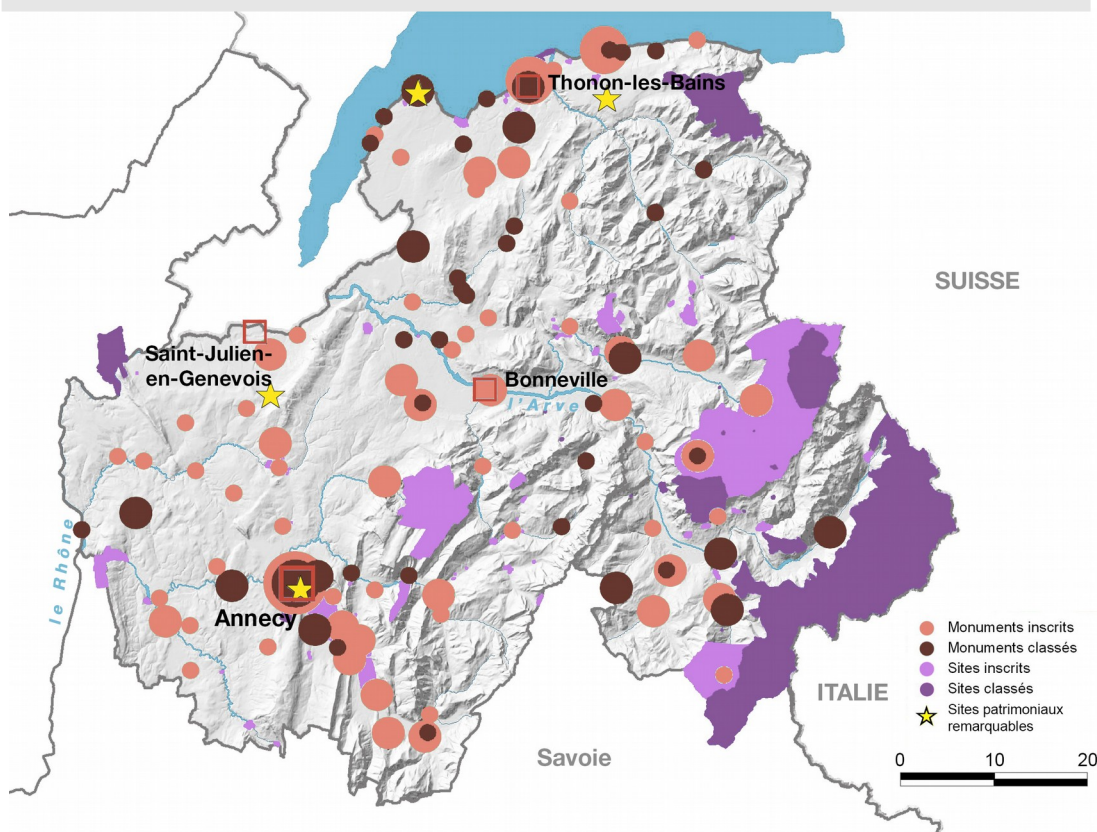 Thonon-les-Bains
SUISSE
Saint-Julien-
en-Genevois
Bonneville
l'Arve
le Rhône
Annecy
ITALIE
Savoie
Monuments inscrits
Monuments classés
Sites inscrits
Sites classés
Sites patrimoniaux
remarquables
0 10 20